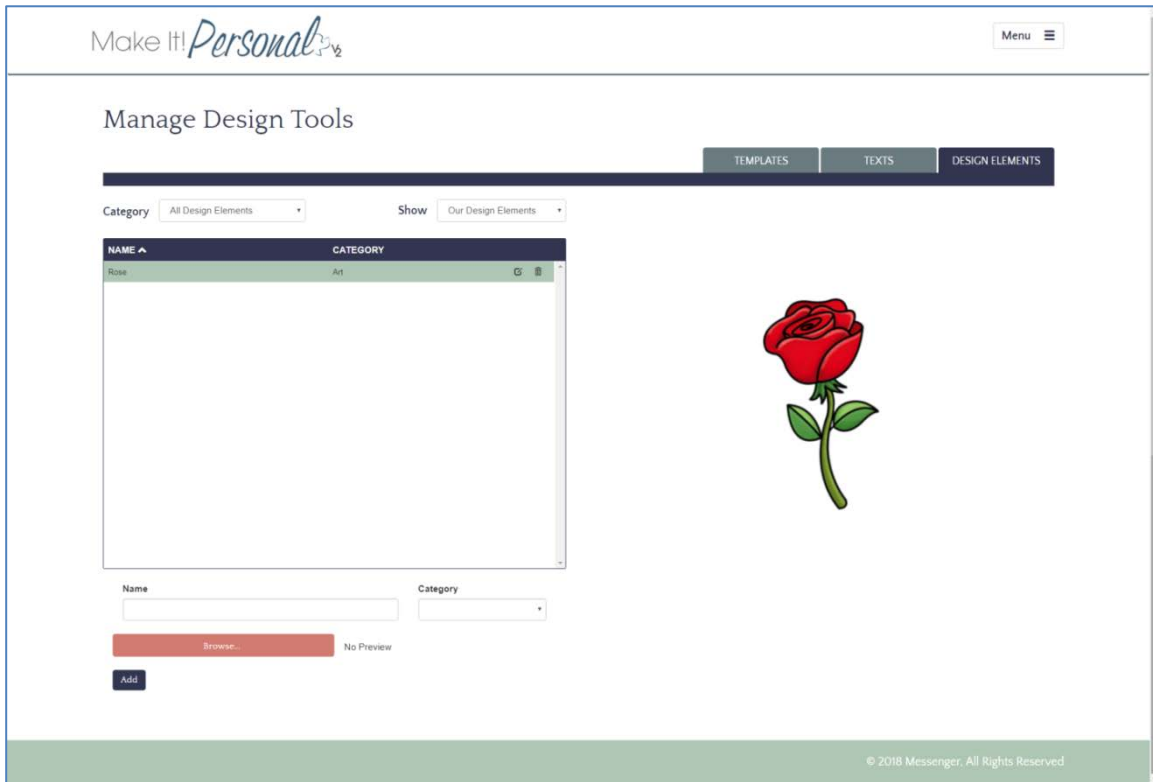 Make It! Personal V2
Menu
Manage Design Tools
TEMPLATES TEXTS DESIGN ELEMENTS
Category All Design Elements Show Our Design Elements
NAME CATEGORY
Rose Art
Name Category
Browse... No Preview
Add
© 2018 Messenger, All Rights Reserved